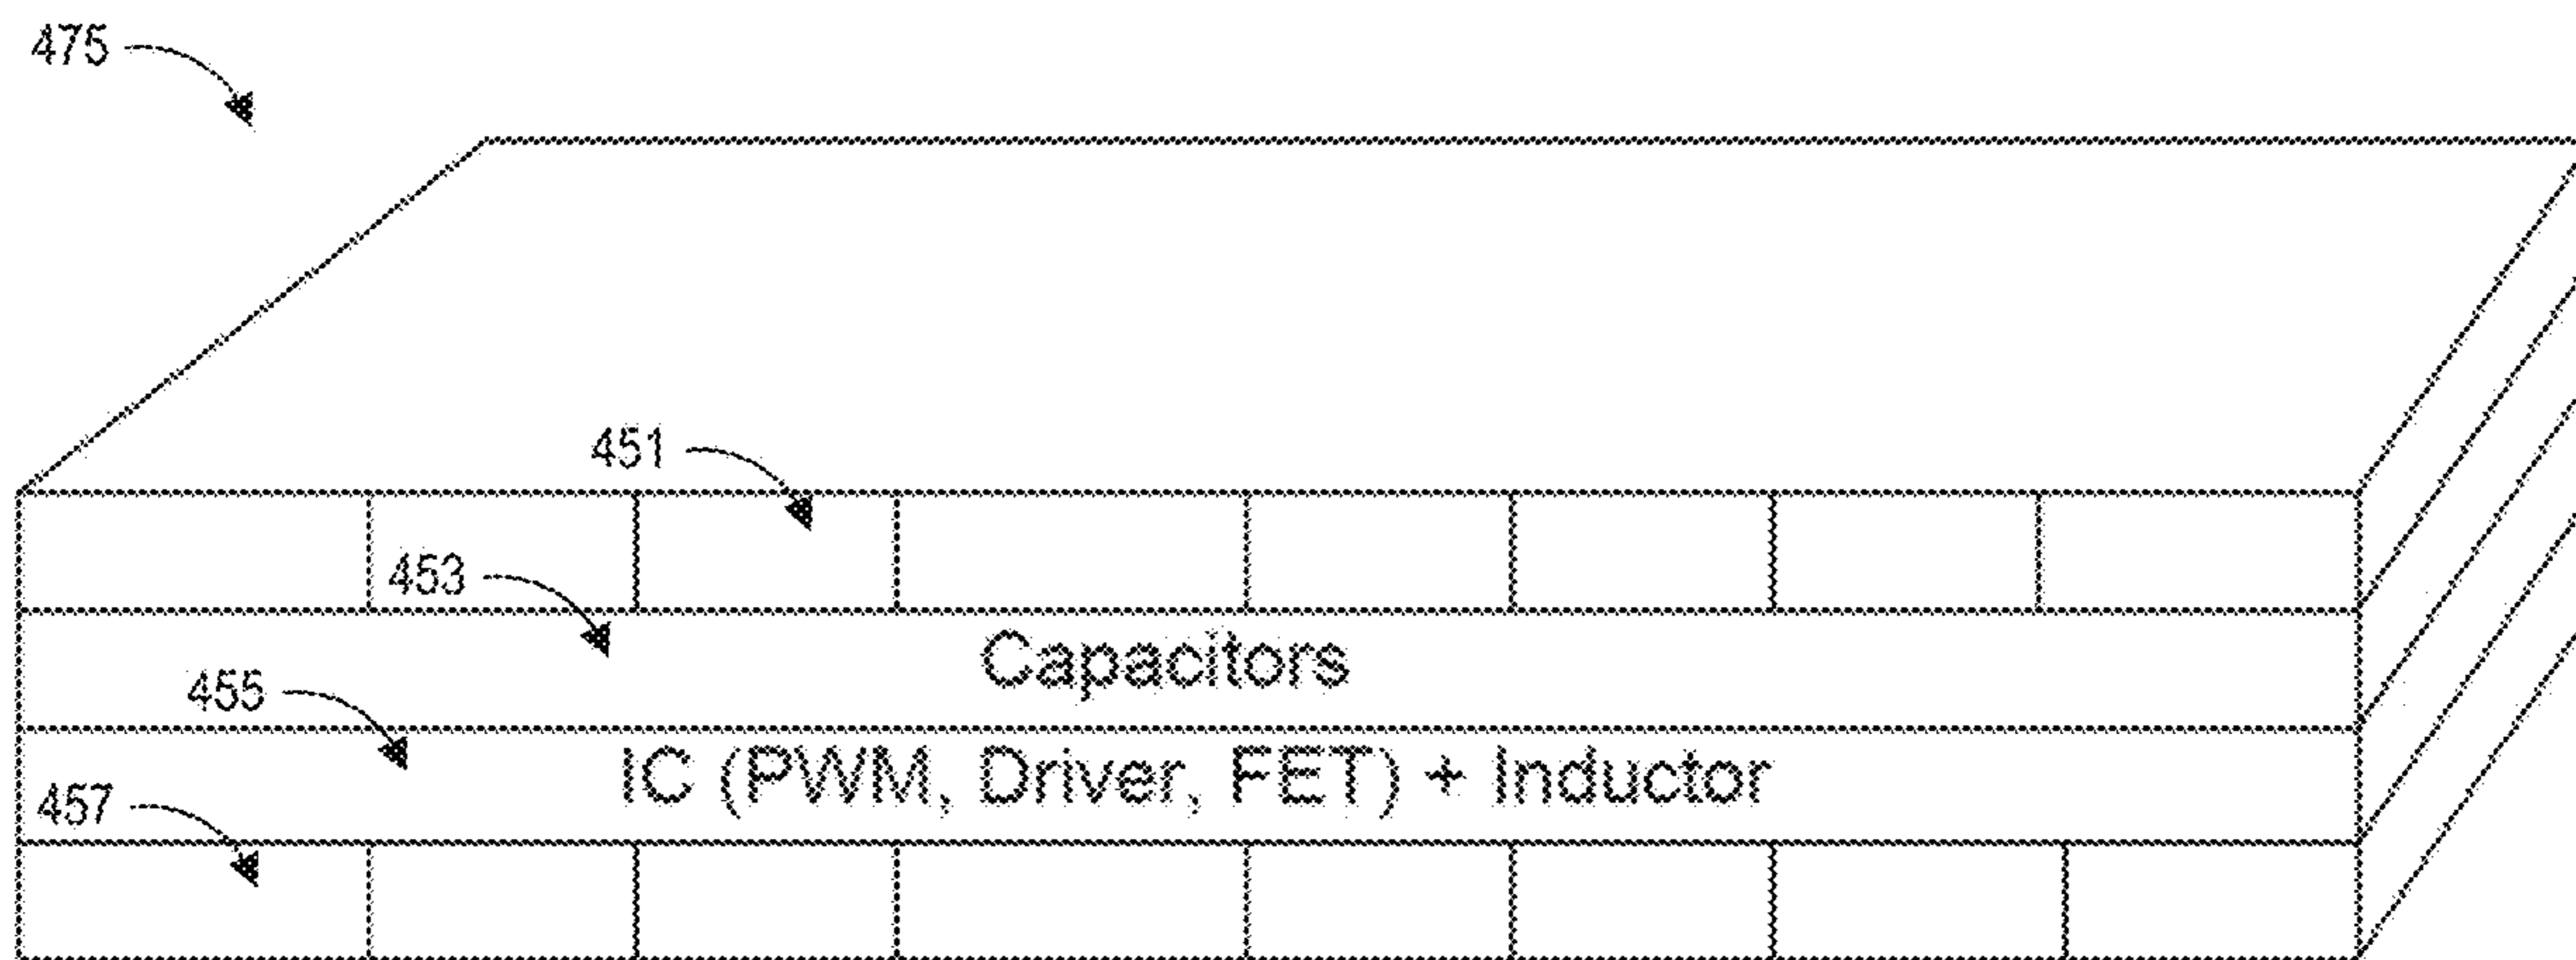 475
451
453
Capacitors
455
IC (PWM, Driver, FET) + Inductor
457